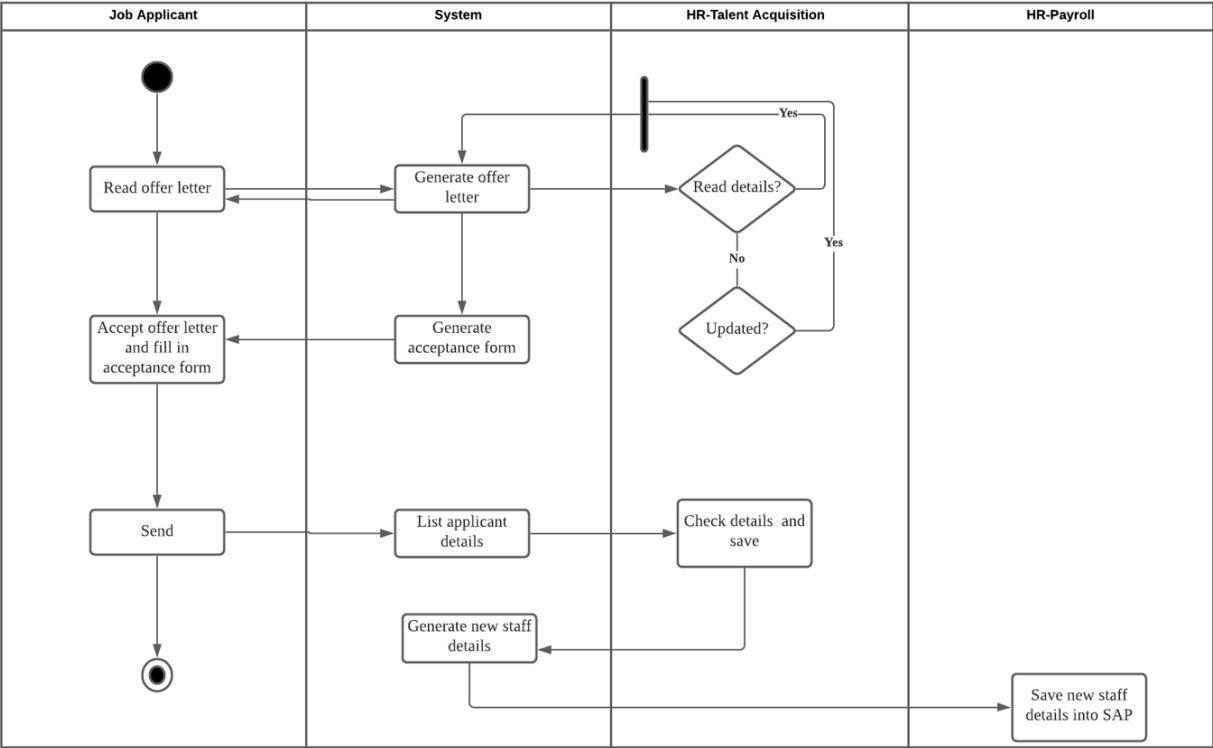 Job Applicant
System
HR-Talent Acquisition
HR-Payroll
Yes
Read offer letter
Generate offer
letter
Read details?
Yes
No
Accept offer letter
and fill in
acceptance form
Generate
acceptance form
Updated?
Send
List applicant
details
Check details and
save
Generate new staff
details
Save new staff
details into SAP